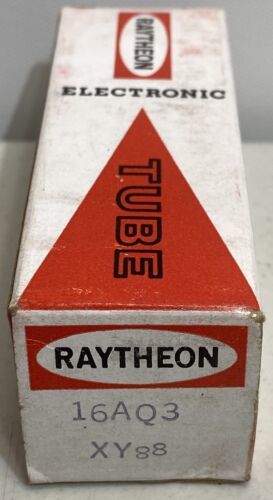 RAYTHEON
ELECTRONIC
TUBE
RAYTHEON
16AQ3
XY88